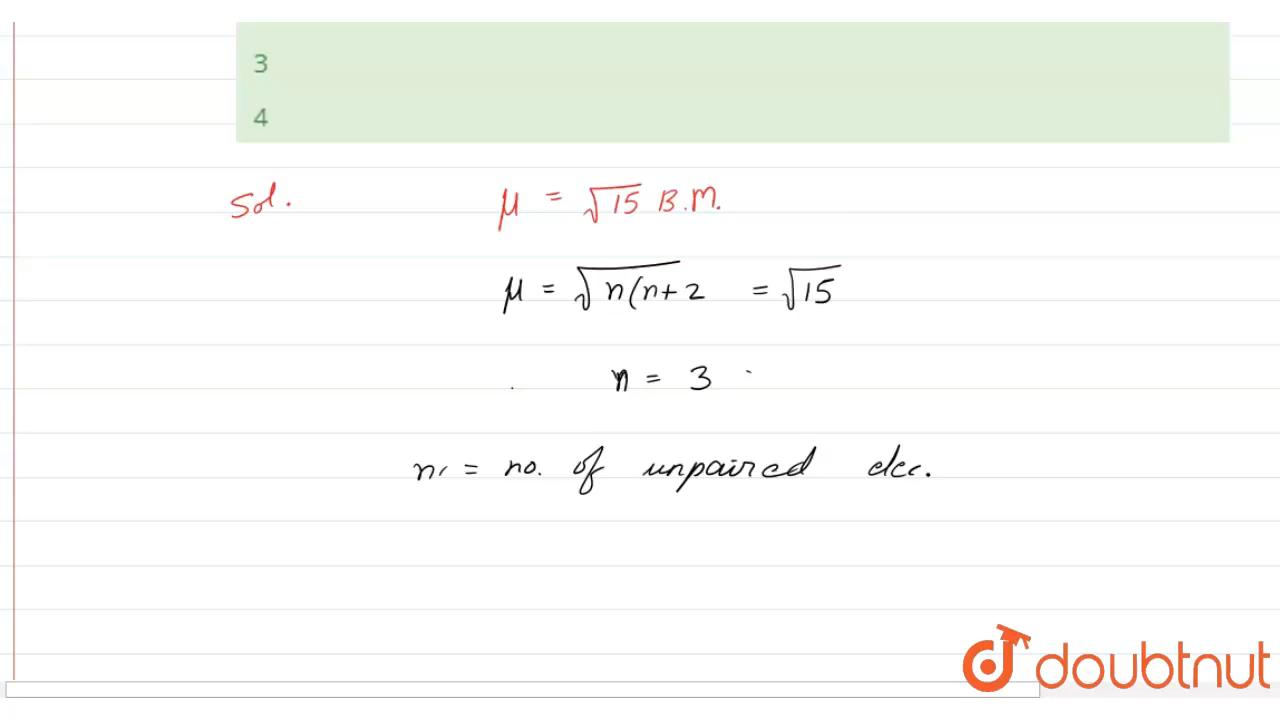 3
4
Sol. μ = √15 B.M.
μ = √n(n+2 = √15
n = 3
n = no. of unpaired elec.
doubtnut